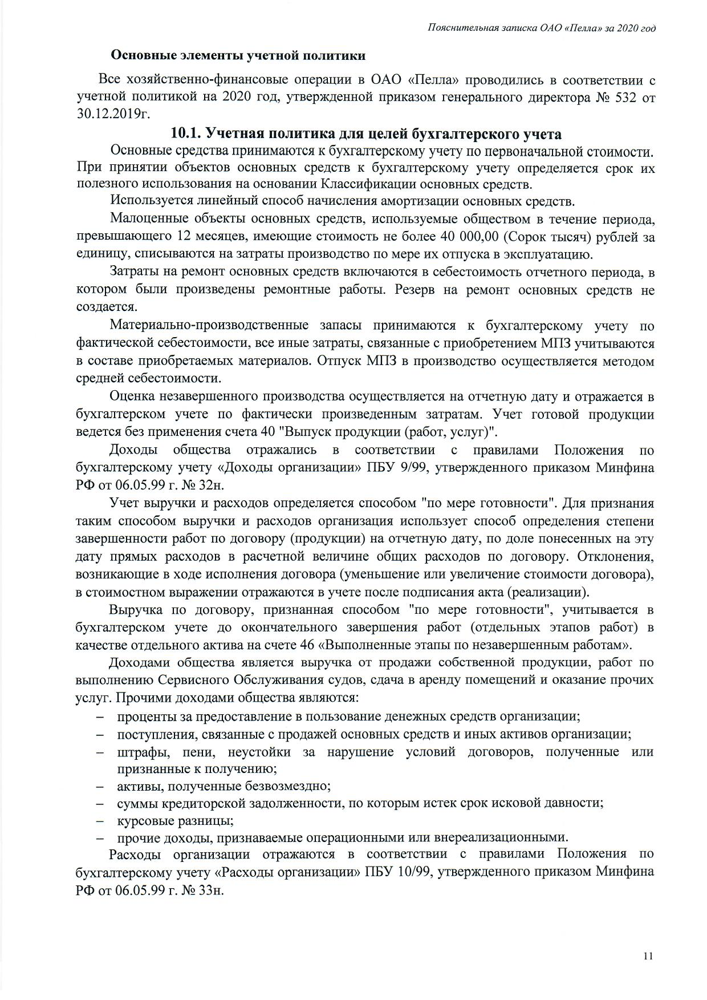 Пояснительная записка ОАО «Пелла» за 2020 год
Основные элементы учетной политики
Все хозяйственно-финансовые операции в ОАО «Пелла» проводились в соответствии с
учетной политикой на 2020 год, утвержденной приказом генерального директора № 532 от
30.12.2019г.
10.1. Учетная политика для целей бухгалтерского учета
Основные средства принимаются к бухгалтерскому учету по первоначальной стоимости.
При принятии объектов основных средств к бухгалтерскому учету определяется срок их
полезного использования на основании Классификации основных средств.
Используется линейный способ начисления амортизации основных средств.
Малоценные объекты основных средств, используемые обществом в течение периода,
превышающего 12 месяцев, имеющие стоимость не более 40 000,00 (Сорок тысяч) рублей за
единицу, списываются на затраты производство по мере их отпуска в эксплуатацию.
Затраты на ремонт основных средств включаются в себестоимость отчетного периода, в
котором были произведены ремонтные работы. Резерв на ремонт основных средств не
создается.
Материально-производственные запасы принимаются к бухгалтерскому учету по
фактической себестоимости, все иные затраты, связанные с приобретением МПЗ учитываются
в составе приобретаемых материалов. Отпуск МПЗ в производство осуществляется методом
средней себестоимости.
Оценка незавершенного производства осуществляется на отчетную дату и отражается в
бухгалтерском учете по фактически произведенным затратам. Учет готовой продукции
ведется без применения счета 40 "Выпуск продукции (работ, услуг)".
Доходы общества отражались в соответствии с правилами Положения по
бухгалтерскому учету «Доходы организации» ПБУ 9/99, утвержденного приказом Минфина
РФ от 06.05.99 г. № 32н.
Учет выручки и расходов определяется способом "по мере готовности". Для признания
таким способом выручки и расходов организация использует способ определения степени
завершенности работ по договору (продукции) на отчетную дату, по доле понесенных на эту
дату прямых расходов в расчетной величине общих расходов по договору. Отклонения,
возникающие в ходе исполнения договора (уменьшение или увеличение стоимости договора),
в стоимостном выражении отражаются в учете после подписания акта (реализации).
Выручка по договору, признанная способом "по мере готовности", учитывается в
бухгалтерском учете до окончательного завершения работ (отдельных этапов работ) в
качестве отдельного актива на счете 46 «Выполненные этапы по незавершенным работам».
Доходами общества является выручка от продажи собственной продукции, работ по
выполнению Сервисного Обслуживания судов, сдача в аренду помещений и оказание прочих
услуг. Прочими доходами общества являются:
– проценты за предоставление в пользование денежных средств организации;
– поступления, связанные с продажей основных средств и иных активов организации;
– штрафы, пени, неустойки за нарушение условий договоров, полученные или
признанные к получению;
– активы, полученные безвозмездно;
– суммы кредиторской задолженности, по которым истек срок исковой давности;
– курсовые разницы;
– прочие доходы, признаваемые операционными или внереализационными.
Расходы организации отражаются в соответствии с правилами Положения по
бухгалтерскому учету «Расходы организации» ПБУ 10/99, утвержденного приказом Минфина
РФ от 06.05.99 г. № 33н.
11